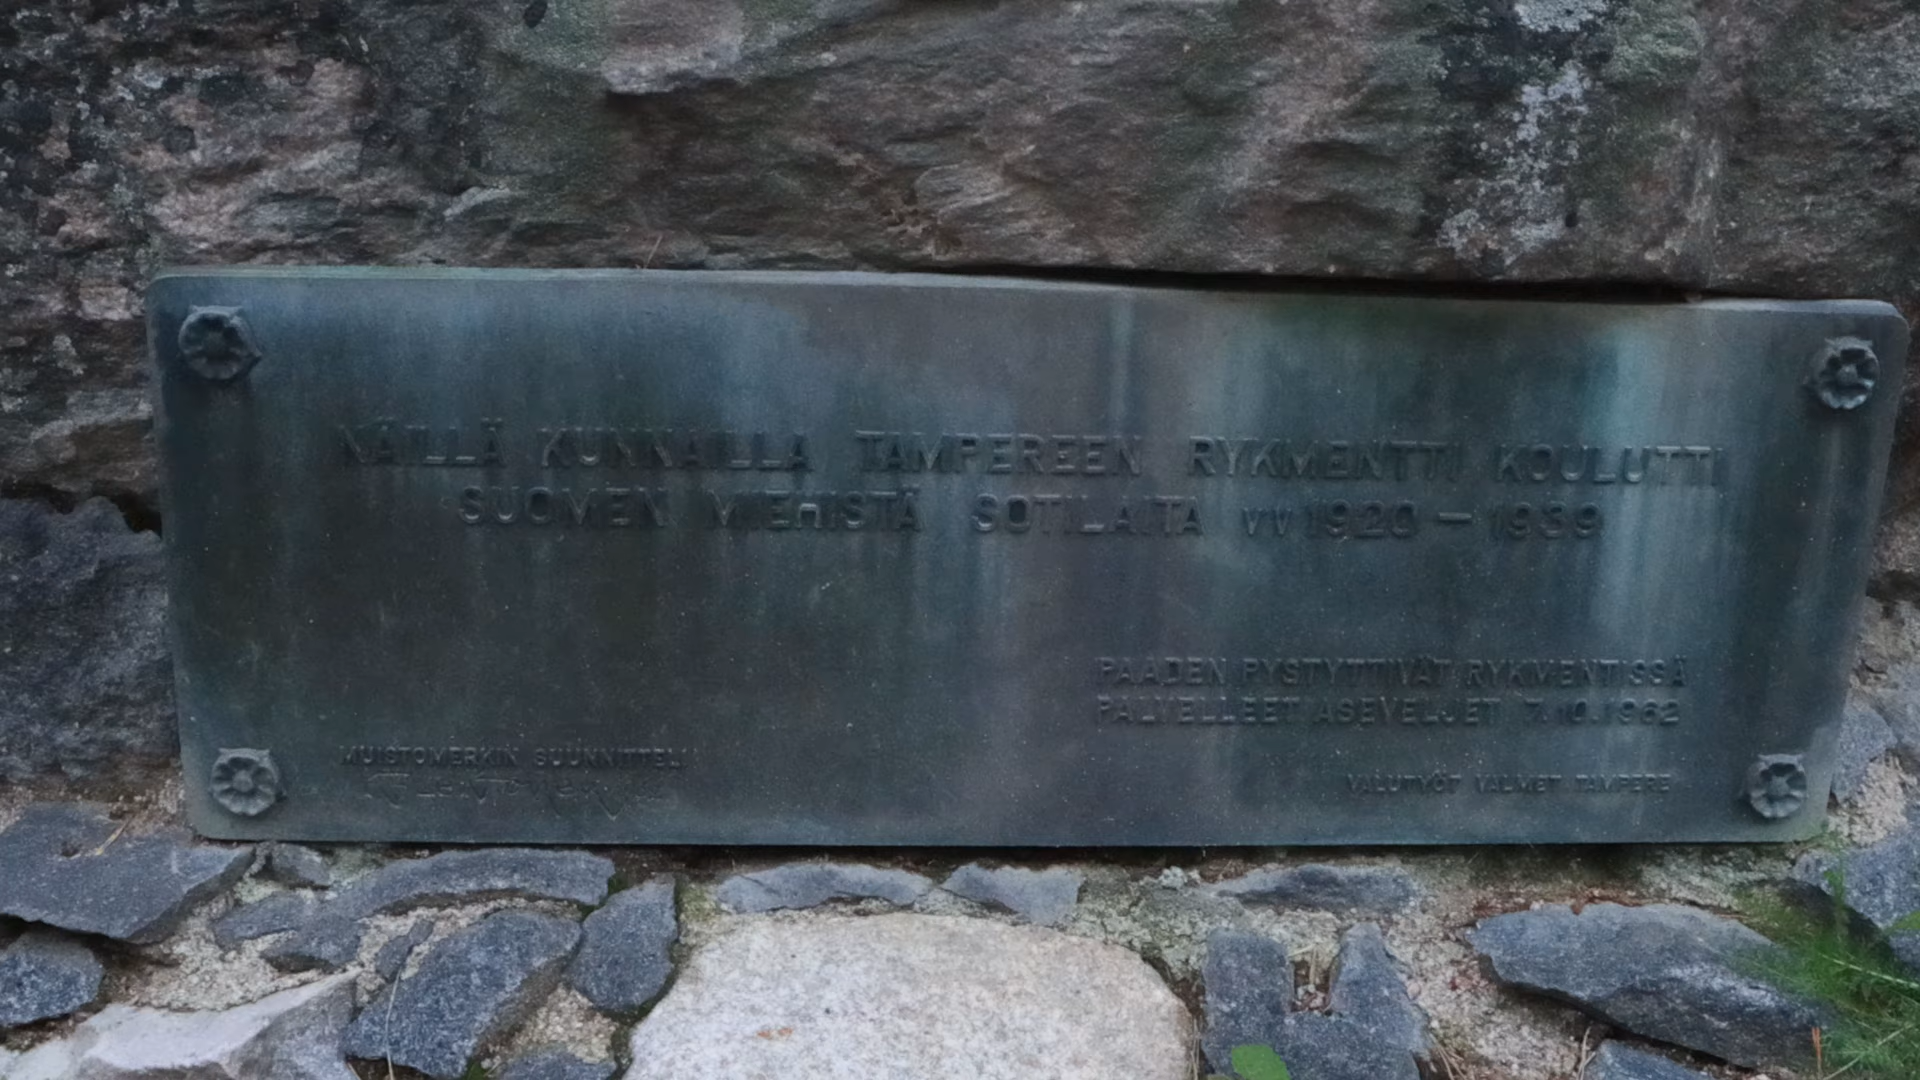 NÄILLÄ KUNNAILLA TAMPEREEN RYKMENTTI KOULUTTI
SUOMEN MIEHISTÄ SOTILAITA VV 1920 – 1939
PAADEN PYSTYTTIVÄT RYKMENTISSÄ
PALVELLEET ASEVELJET 7.10.1962
MUISTOMERKIN SUUNNITTELI
VALUTYÖT VALMET TAMPERE